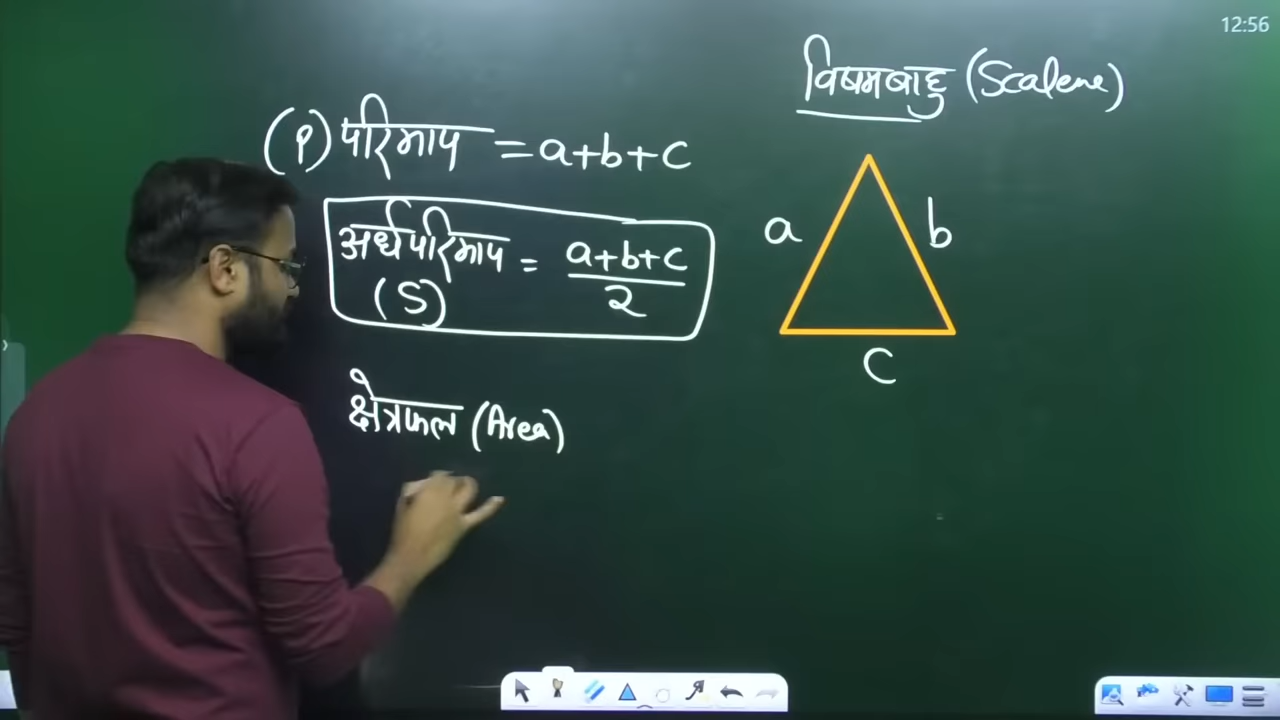 12:56
विषमबाहु (Scalene)
(P) परिमाप = a+b+c
अर्धपरिमाप = a+b+c / 2
(S)
a
b
c
क्षेत्रफल (Area)